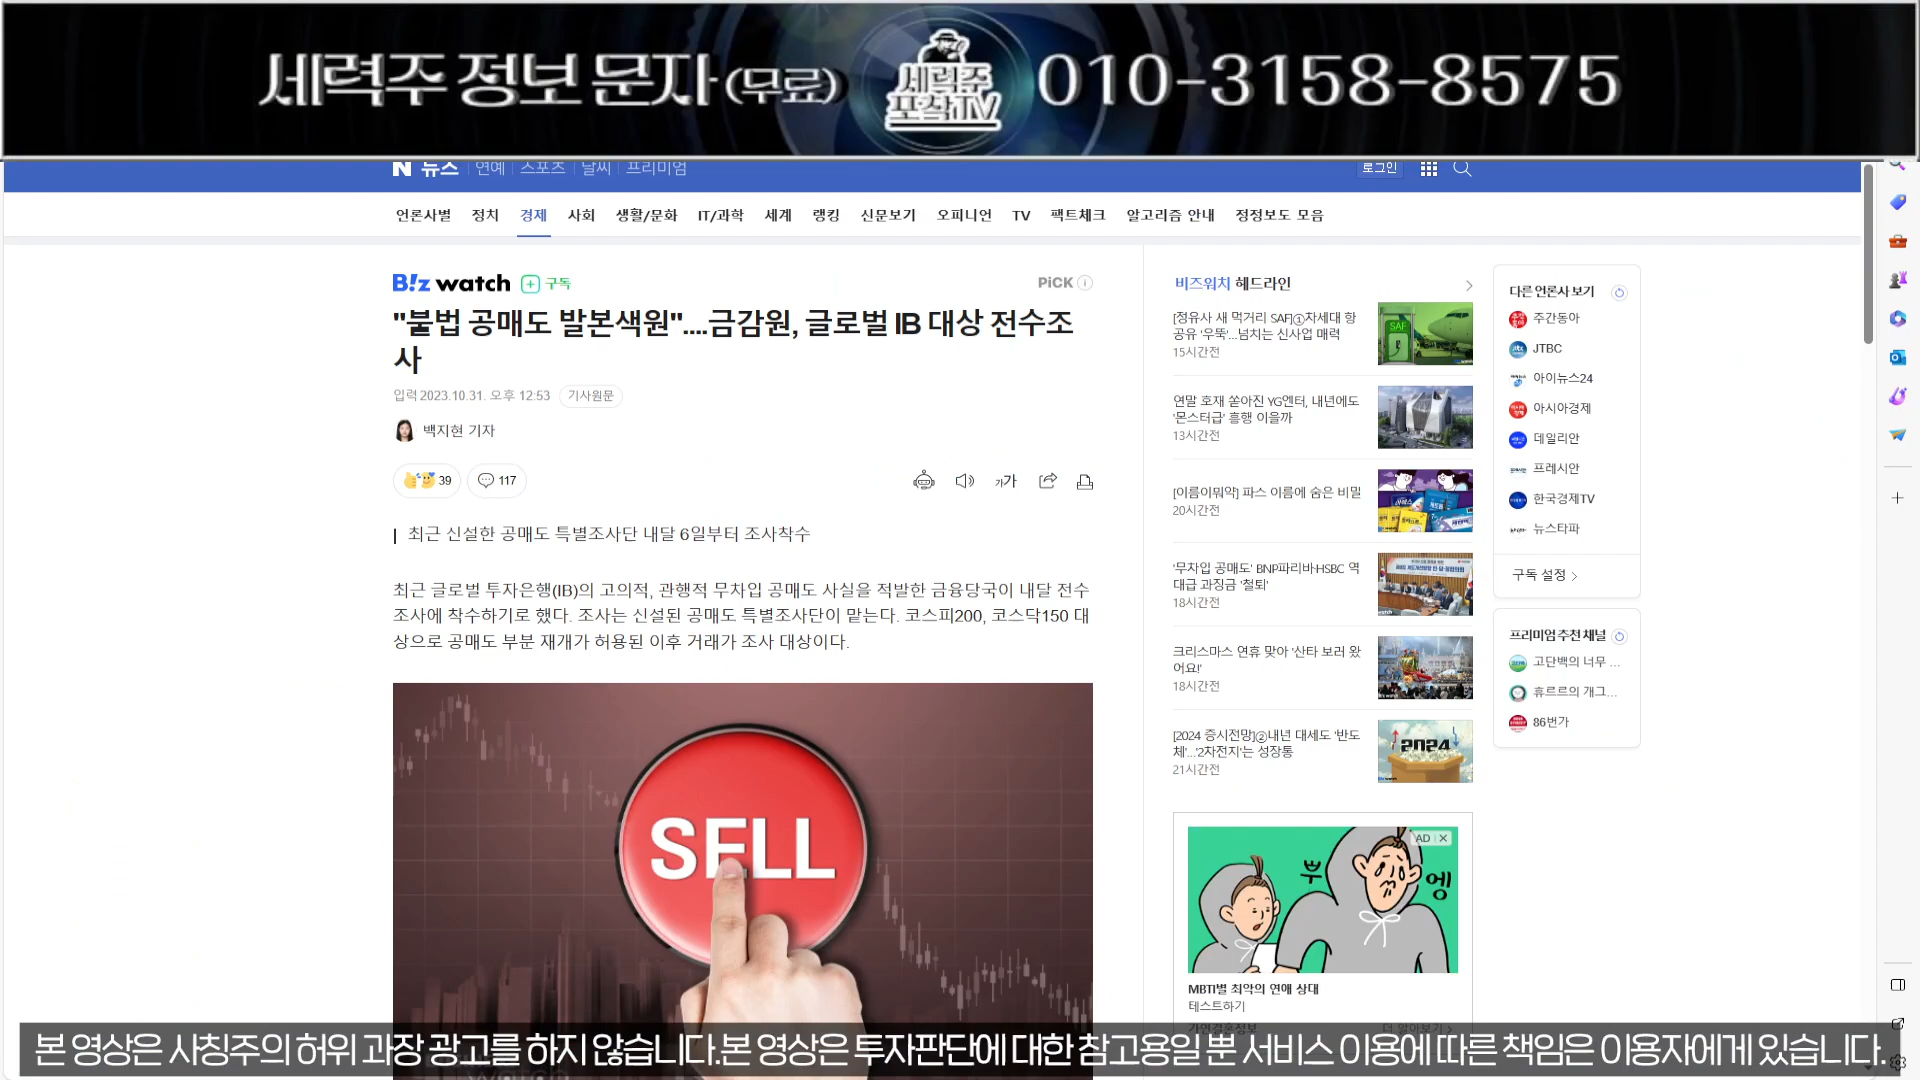 세력주 정보 문자 (무료) 세력주 포착TV 010-3158-8575
N 뉴스 연예 스포츠 날씨 프리미엄 로그인
언론사별 정치 경제 사회 생활/문화 IT/과학 세계 랭킹 신문보기 오피니언 TV 팩트체크 알고리즘 안내 정정보도 모음
B!z watch 구독 PiCK
"불법 공매도 발본색원"....금감원, 글로벌 IB 대상 전수조
사
입력 2023.10.31. 오후 12:53 기사원문
백지현 기자
39 117
가가
최근 신설한 공매도 특별조사단 내달 6일부터 조사착수
최근 글로벌 투자은행(IB)의 고의적, 관행적 무차입 공매도 사실을 적발한 금융당국이 내달 전수
조사에 착수하기로 했다. 조사는 신설된 공매도 특별조사단이 맡는다. 코스피200, 코스닥150 대
상으로 공매도 부분 재개가 허용된 이후 거래가 조사 대상이다.
SELL
비즈워치 헤드라인
[정유사 새 먹거리 SAF]①차세대 항
공유 '우뚝'…넘치는 신사업 매력
15시간전
SAF
연말 호재 쏟아진 YG엔터, 내년에도
'몬스터급' 흥행 이을까
13시간전
[이름이뭐약] 파스 이름에 숨은 비밀
20시간전
'무차입 공매도' BNP파리바·HSBC 역
대급 과징금 '철퇴'
18시간전
크리스마스 연휴 맞아 '산타 보러 왔
어요!'
18시간전
[2024 증시전망]②내년 대세도 '반도
체'…'2차전지'는 성장통
21시간전
2024
AD X
부엉
MBTI별 최악의 연애 상대
테스트하기
가연결혼정보 더 알아보기
다른 언론사 보기
주간동아
JTBC
아이뉴스24
아시아경제
데일리안
프레시안
한국경제TV
뉴스타파
구독 설정
프리미엄 추천 채널
고단백의 너무 ...
휴르르의 개그...
86번가
본 영상은 사칭주의 허위 과장 광고를 하지 않습니다.본 영상은 투자판단에 대한 참고용일 뿐 서비스 이용에 따른 책임은 이용자에게 있습니다.